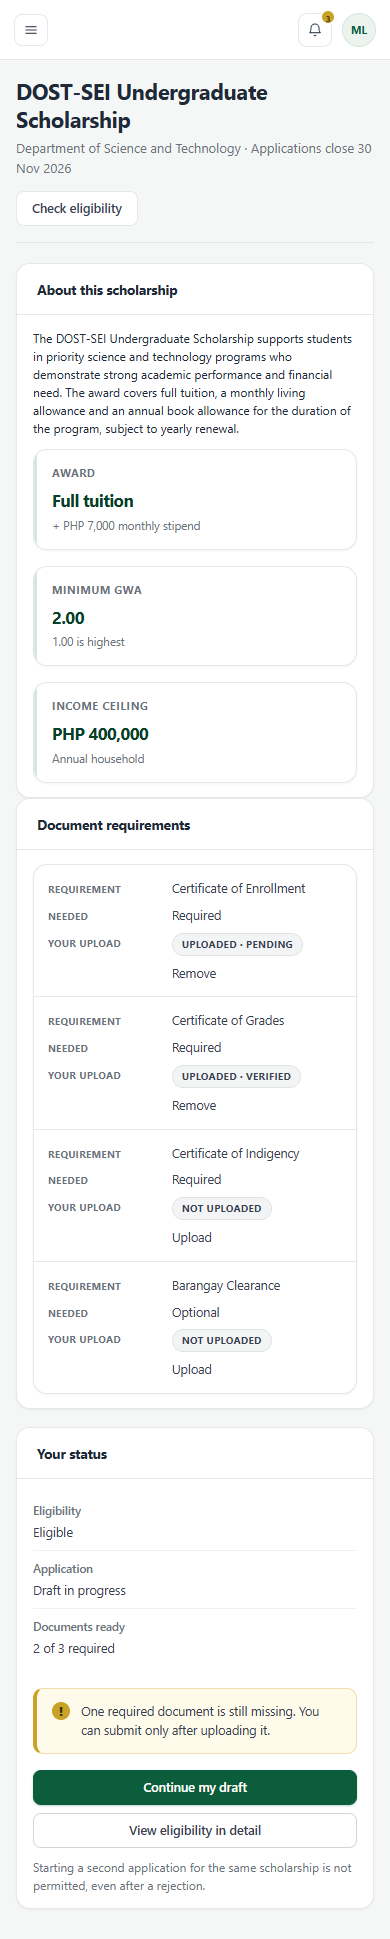 3
ML
DOST-SEI Undergraduate
Scholarship
Department of Science and Technology · Applications close 30
Nov 2026
Check eligibility
About this scholarship
The DOST-SEI Undergraduate Scholarship supports students
in priority science and technology programs who
demonstrate strong academic performance and financial
need. The award covers full tuition, a monthly living
allowance and an annual book allowance for the duration of
the program, subject to yearly renewal.
AWARD
Full tuition
+ PHP 7,000 monthly stipend
MINIMUM GWA
2.00
1.00 is highest
INCOME CEILING
PHP 400,000
Annual household
Document requirements
REQUIREMENT Certificate of Enrollment
NEEDED Required
YOUR UPLOAD UPLOADED · PENDING
Remove
REQUIREMENT Certificate of Grades
NEEDED Required
YOUR UPLOAD UPLOADED · VERIFIED
Remove
REQUIREMENT Certificate of Indigency
NEEDED Required
YOUR UPLOAD NOT UPLOADED
Upload
REQUIREMENT Barangay Clearance
NEEDED Optional
YOUR UPLOAD NOT UPLOADED
Upload
Your status
Eligibility
Eligible
Application
Draft in progress
Documents ready
2 of 3 required
! One required document is still missing. You
can submit only after uploading it.
Continue my draft
View eligibility in detail
Starting a second application for the same scholarship is not
permitted, even after a rejection.